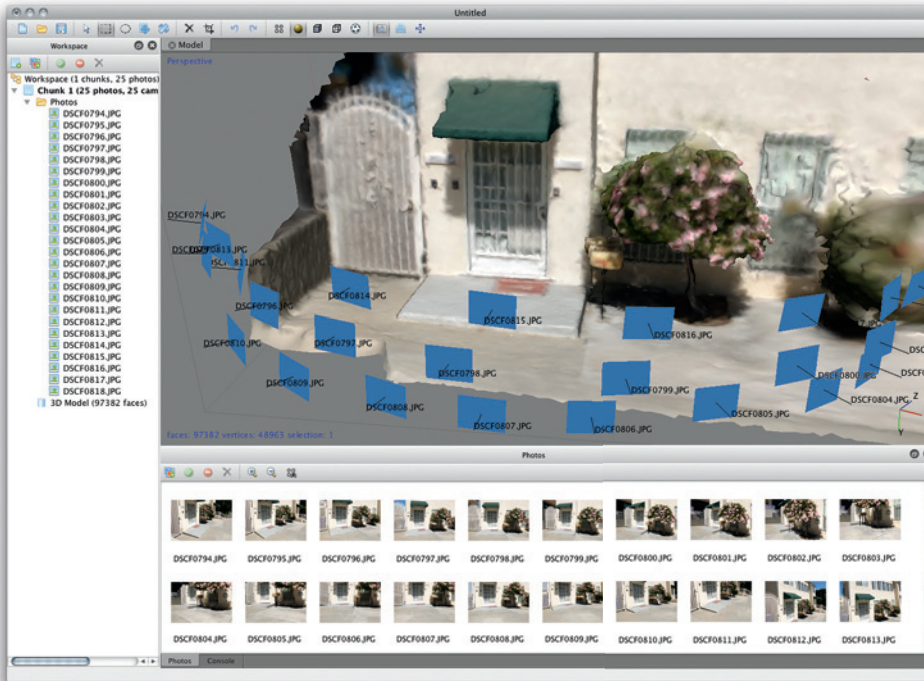 Untitled
Workspace
Model
Workspace (1 chunks, 25 photos)
Chunk 1 (25 photos, 25 cam
Photos
DSCF0794.JPG
DSCF0795.JPG
DSCF0796.JPG
DSCF0797.JPG
DSCF0798.JPG
DSCF0799.JPG
DSCF0800.JPG
DSCF0801.JPG
DSCF0802.JPG
DSCF0803.JPG
DSCF0804.JPG
DSCF0805.JPG
DSCF0806.JPG
DSCF0807.JPG
DSCF0808.JPG
DSCF0809.JPG
DSCF0810.JPG
DSCF0811.JPG
DSCF0812.JPG
DSCF0813.JPG
DSCF0814.JPG
DSCF0815.JPG
DSCF0816.JPG
DSCF0817.JPG
DSCF0818.JPG
3D Model (97382 faces)
Perspective
DSCF0794.JPG
DSCF0814.JPG
DSCF0796.JPG
DSCF0815.JPG
DSCF0816.JPG
DSCF0810.JPG
DSCF0797.JPG
DSCF0798.JPG
DSCF0809.JPG
DSCF0799.JPG
DSCF0808.JPG
DSCF0805.JPG
DSCF0804.JPG
DSCF0807.JPG
DSCF0806.JPG
Z
Y
faces: 97382 vertices: 48903 selection: 1
Photos
DSCF0794.JPG DSCF0795.JPG DSCF0796.JPG DSCF0797.JPG DSCF0798.JPG DSCF0799.JPG DSCF0800.JPG DSCF0801.JPG DSCF0802.JPG DSCF0803.JPG
DSCF0804.JPG DSCF0805.JPG DSCF0806.JPG DSCF0807.JPG DSCF0808.JPG DSCF0809.JPG DSCF0810.JPG DSCF0811.JPG DSCF0812.JPG DSCF0813.JPG
Photos Console